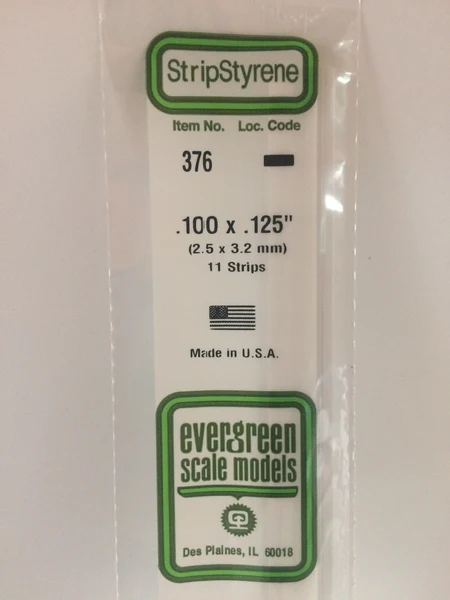 StripStyrene
Item No. Loc. Code
376
.100 x .125"
(2.5 x 3.2 mm)
11 Strips
Made in U.S.A.
evergreen
scale models
Des Plaines, IL 60018